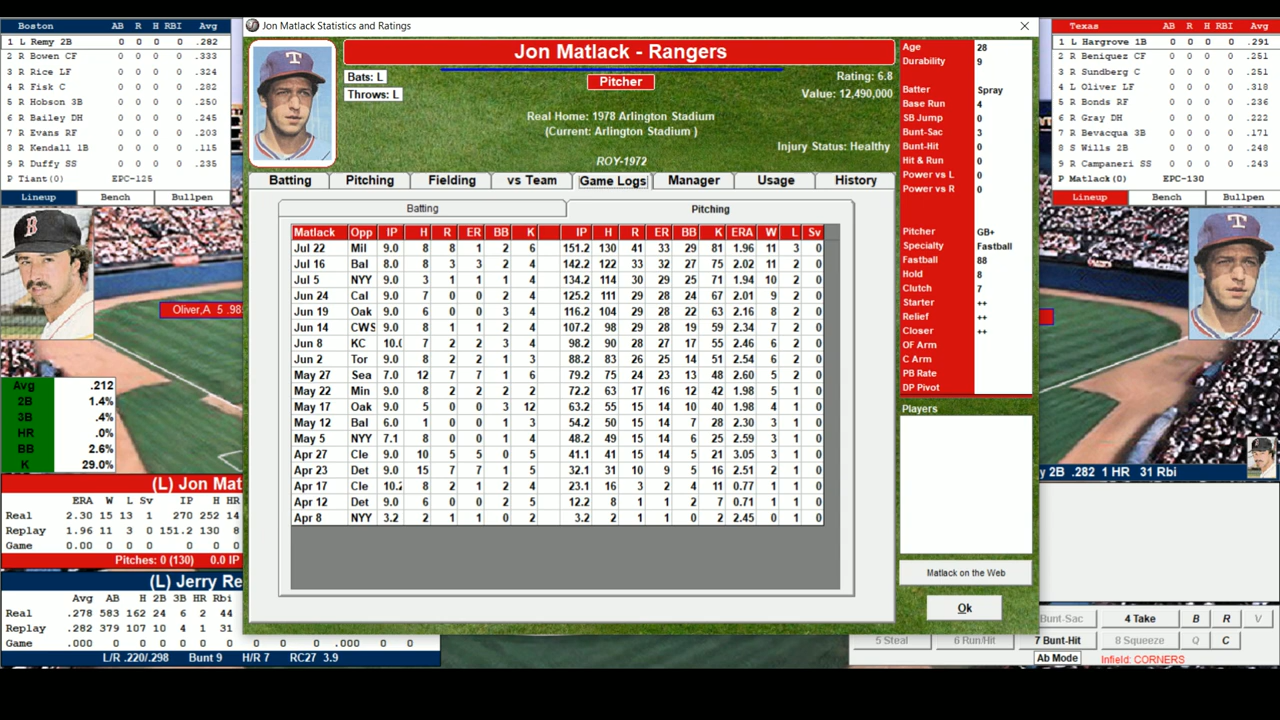 Jon Matlack Statistics and Ratings
Boston AB R H RBI Avg
1 L Remy 2B 0 0 0 0 .282
2 R Bowen CF 0 0 0 0 .333
3 R Rice LF 0 0 0 0 .324
4 R Fisk C 0 0 0 0 .282
5 R Hobson 3B 0 0 0 0 .250
6 R Bailey DH 0 0 0 0 .245
7 R Evans RF 0 0 0 0 .203
8 R Kendall 1B 0 0 0 0 .115
9 R Duffy SS 0 0 0 0 .235
P Tiant(0) EPC-125
Lineup Bench Bullpen
Oliver,A 5 .98
Avg .212
2B 1.4%
3B .4%
HR .0%
BB 2.6%
K 29.0%
(L) Jon Mat
ERA W L Sv IP H HR
Real 2.30 15 13 1 270 252 14
Replay 1.96 11 3 0 151.2 130 8
Game 0.00 0 0 0 0 0 0
Pitches: 0 (130) 0.0 IP
(L) Jerry Re
Avg AB H 2B 3B HR Rbi
Real .278 583 162 24 6 2 44
Replay .282 379 107 10 4 1 31
Game .000 0 0 0 0 0 0 0 0 0 .000 0 0
L/R .220/.298 Bunt 9 H/R 7 RC27 3.9
Jon Matlack - Rangers
Bats: L
Throws: L
Pitcher
Rating: 6.8
Value: 12,490,000
Real Home: 1978 Arlington Stadium
(Current: Arlington Stadium )
Injury Status: Healthy
ROY-1972
Batting Pitching Fielding vs Team Game Logs Manager Usage History
Batting Pitching
Matlack Opp IP H R ER BB K IP H R ER BB K ERA W L Sv
Jul 22 Mil 9.0 8 8 1 2 6 151.2 130 41 33 29 81 1.96 11 3 0
Jul 16 Bal 8.0 8 3 3 2 4 142.2 122 33 32 27 75 2.02 11 2 0
Jul 5 NYY 9.0 3 1 1 1 4 134.2 114 30 29 25 71 1.94 10 2 0
Jun 24 Cal 9.0 7 0 0 2 4 125.2 111 29 28 24 67 2.01 9 2 0
Jun 19 Oak 9.0 6 0 0 3 4 116.2 104 29 28 22 63 2.16 8 2 0
Jun 14 CWS 9.0 8 1 1 2 4 107.2 98 29 28 19 59 2.34 7 2 0
Jun 8 KC 10.0 7 2 2 3 4 98.2 90 28 27 17 55 2.46 6 2 0
Jun 2 Tor 9.0 8 2 2 1 3 88.2 83 26 25 14 51 2.54 6 2 0
May 27 Sea 7.0 12 7 7 1 6 79.2 75 24 23 13 48 2.60 5 2 0
May 22 Min 9.0 8 2 2 2 2 72.2 63 17 16 12 42 1.98 5 1 0
May 17 Oak 9.0 5 0 0 3 12 63.2 55 15 14 10 40 1.98 4 1 0
May 12 Bal 6.0 1 0 0 1 3 54.2 50 15 14 7 28 2.30 3 1 0
May 5 NYY 7.1 8 0 0 1 4 48.2 49 15 14 6 25 2.59 3 1 0
Apr 27 Cle 9.0 10 5 5 0 5 41.1 41 15 14 5 21 3.05 3 1 0
Apr 23 Det 9.0 15 7 7 1 5 32.1 31 10 9 5 16 2.51 2 1 0
Apr 17 Cle 10.2 8 2 1 2 4 23.1 16 3 2 4 11 0.77 1 1 0
Apr 12 Det 9.0 6 0 0 2 5 12.2 8 1 1 2 7 0.71 1 1 0
Apr 8 NYY 3.2 2 1 1 0 2 3.2 2 1 1 0 2 2.45 0 1 0
Age 28
Durability 9
Batter Spray
Base Run 4
SB Jump 0
Bunt-Sac 3
Bunt-Hit 0
Hit & Run 0
Power vs L 0
Power vs R 0
Pitcher GB+
Specialty Fastball
Fastball 88
Hold 8
Clutch 7
Starter ++
Relief ++
Closer ++
OF Arm
C Arm
PB Rate
DP Pivot
Players
Matlack on the Web
Ok
Texas AB R H RBI Avg
1 L Hargrove 1B 0 0 0 0 .291
2 R Beniquez CF 0 0 0 0 .251
3 R Sundberg C 0 0 0 0 .251
4 L Oliver LF 0 0 0 0 .318
5 R Bonds RF 0 0 0 0 .236
6 R Gray DH 0 0 0 0 .222
7 R Bevacqua 3B 0 0 0 0 .171
8 S Wills 2B 0 0 0 0 .248
9 R Campaneri SS 0 0 0 0 .243
P Matlack(0) EPC-130
Lineup Bench Bullpen
y 2B .282 1 HR 31 Rbi
Bunt-Sac 4 Take B R V
5 Steal 6 Run/Hit 7 Bunt-Hit 8 Squeeze Q C
Ab Mode Infield: CORNERS